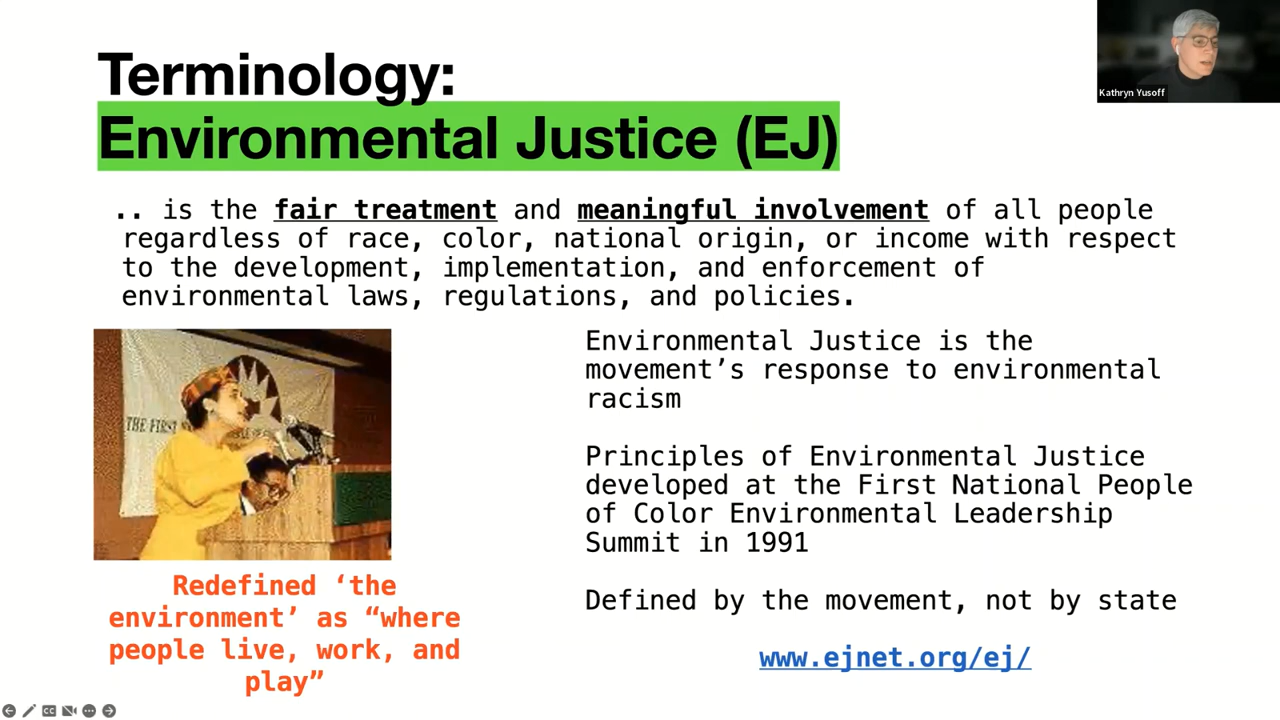 Terminology:
Environmental Justice (EJ)
Kathryn Yusoff
.. is the fair treatment and meaningful involvement of all people
regardless of race, color, national origin, or income with respect
to the development, implementation, and enforcement of
environmental laws, regulations, and policies.
THE FIRST
Environmental Justice is the
movement’s response to environmental
racism
Principles of Environmental Justice
developed at the First National People
of Color Environmental Leadership
Summit in 1991
Defined by the movement, not by state
www.ejnet.org/ej/
Redefined ‘the
environment’ as “where
people live, work, and
play”
CC